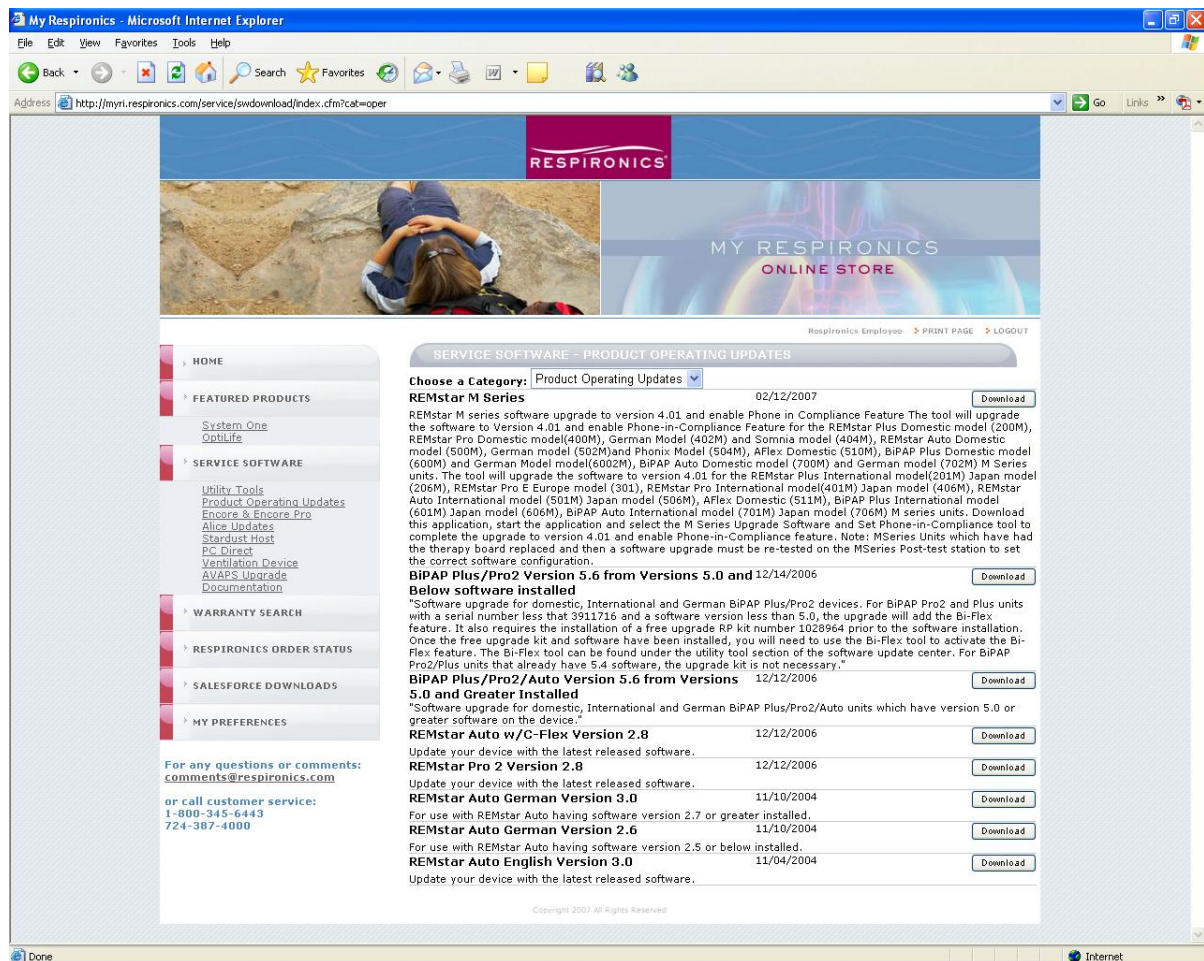 My Respironics - Microsoft Internet Explorer
File Edit View Favorites Tools Help
Back Search Favorites
Address http://myri.respironics.com/service/swdownload/index.cfm?cat=oper Go Links »
RESPIRONICS
MY RESPIRONICS
ONLINE STORE
Respironics Employee PRINT PAGE LOGOUT
HOME
FEATURED PRODUCTS
System One
OptiLife
SERVICE SOFTWARE
Utility Tools
Product Operating Updates
Encore & Encore Pro
Alice Updates
Stardust Host
PC Direct
Ventilation Device
AVAPS Upgrade
Documentation
WARRANTY SEARCH
RESPIRONICS ORDER STATUS
SALESFORCE DOWNLOADS
MY PREFERENCES
For any questions or comments:
comments@respironics.com
or call customer service:
1-800-345-6443
724-387-4000
SERVICE SOFTWARE - PRODUCT OPERATING UPDATES
Choose a Category: Product Operating Updates
REMstar M Series 02/12/2007 Download
REMstar M series software upgrade to version 4.01 and enable Phone in Compliance Feature The tool will upgrade
the software to Version 4.01 and enable Phone-in-Compliance Feature for the REMstar Plus Domestic model (200M),
REMstar Pro Domestic model(400M), German Model (402M) and Somnia model (404M), REMstar Auto Domestic
model (500M), German model (502M)and Phonix Model (504M), AFlex Domestic (510M), BiPAP Plus Domestic model
(600M) and German Model model(6002M), BiPAP Auto Domestic model (700M) and German model (702M) M Series
units. The tool will upgrade the software to version 4.01 for the REMstar Plus International model(201M) Japan model
(206M), REMstar Pro E Europe model (301), REMstar Pro International model(401M) Japan model (406M), REMstar
Auto International model (501M) Japan model (506M), AFlex Domestic (511M), BiPAP Plus International model
(601M) Japan model (606M), BiPAP Auto International model (701M) Japan model (706M) M series units. Download
this application, start the application and select the M Series Upgrade Software and Set Phone-in-Compliance tool to
complete the upgrade to version 4.01 and enable Phone-in-Compliance feature. Note: MSeries Units which have had
the therapy board replaced and then a software upgrade must be re-tested on the MSeries Post-test station to set
the correct software configuration.
BiPAP Plus/Pro2 Version 5.6 from Versions 5.0 and 12/14/2006 Download
Below software installed
"Software upgrade for domestic, International and German BiPAP Plus/Pro2 devices. For BiPAP Pro2 and Plus units
with a serial number less that 3911716 and a software version less than 5.0, the upgrade will add the Bi-Flex
feature. It also requires the installation of a free upgrade RP kit number 1028964 prior to the software installation.
Once the free upgrade kit and software have been installed, you will need to use the Bi-Flex tool to activate the Bi-
Flex feature. The Bi-Flex tool can be found under the utility tool section of the software update center. For BiPAP
Pro2/Plus units that already have 5.4 software, the upgrade kit is not necessary."
BiPAP Plus/Pro2/Auto Version 5.6 from Versions 12/12/2006 Download
5.0 and Greater Installed
"Software upgrade for domestic, International and German BiPAP Plus/Pro2/Auto units which have version 5.0 or
greater software on the device."
REMstar Auto w/C-Flex Version 2.8 12/12/2006 Download
Update your device with the latest released software.
REMstar Pro 2 Version 2.8 12/12/2006 Download
Update your device with the latest released software.
REMstar Auto German Version 3.0 11/10/2004 Download
For use with REMstar Auto having software version 2.7 or greater installed.
REMstar Auto German Version 2.6 11/10/2004 Download
For use with REMstar Auto having software version 2.5 or below installed.
REMstar Auto English Version 3.0 11/04/2004 Download
Update your device with the latest released software.
Copyright 2007 All Rights Reserved
Done Internet